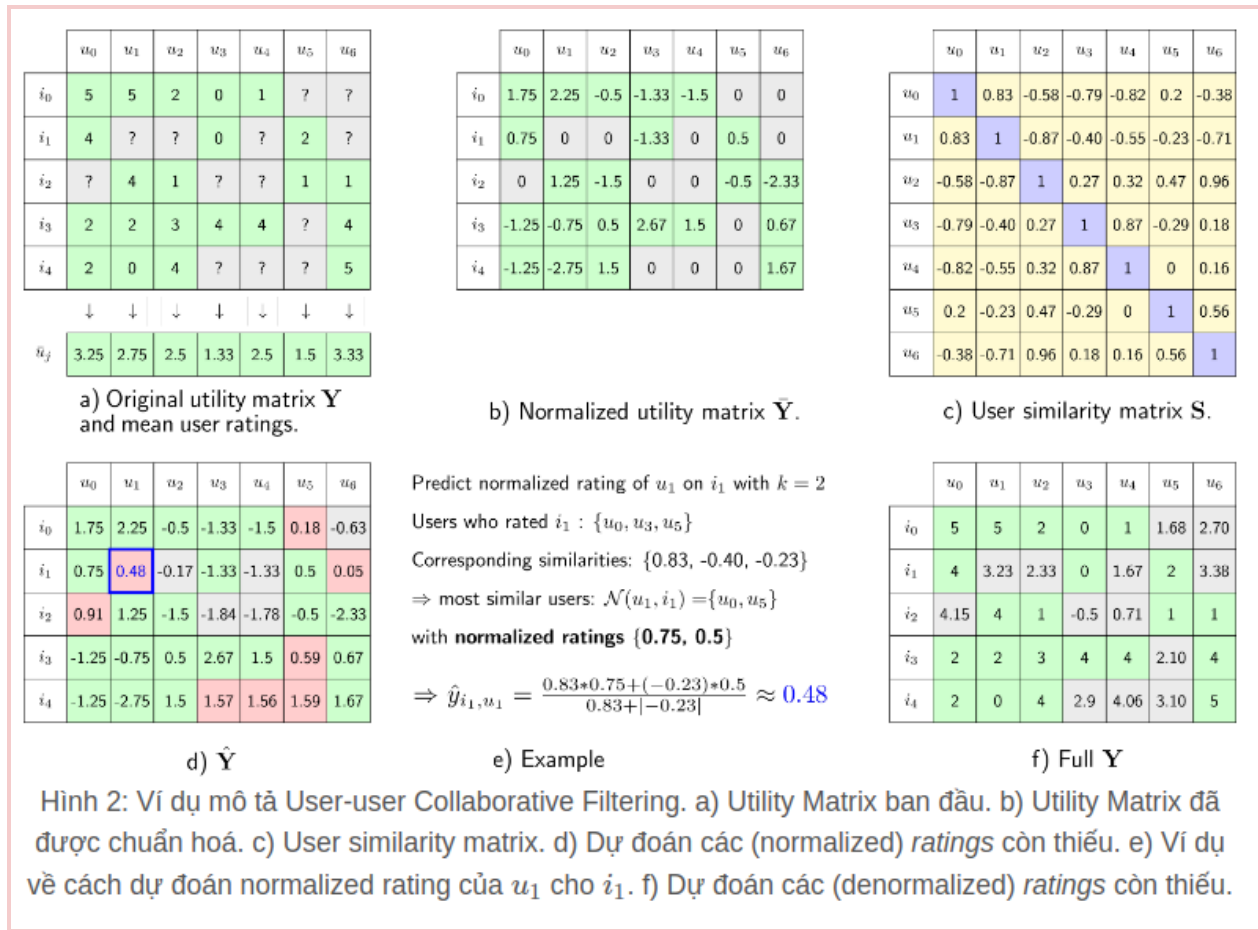 u₀ u₁ u₂ u₃ u₄ u₅ u₆
i₀ 5 5 2 0 1 ? ?
i₁ 4 ? ? 0 ? 2 ?
i₂ ? 4 1 ? ? 1 1
i₃ 2 2 3 4 4 ? 4
i₄ 2 0 4 ? ? ? 5
↓ ↓ ↓ ↓ ↓ ↓ ↓
ū_j 3.25 2.75 2.5 1.33 2.5 1.5 3.33
a) Original utility matrix Y
and mean user ratings.
u₀ u₁ u₂ u₃ u₄ u₅ u₆
i₀ 1.75 2.25 -0.5 -1.33 -1.5 0 0
i₁ 0.75 0 0 -1.33 0 0.5 0
i₂ 0 1.25 -1.5 0 0 -0.5 -2.33
i₃ -1.25 -0.75 0.5 2.67 1.5 0 0.67
i₄ -1.25 -2.75 1.5 0 0 0 1.67
b) Normalized utility matrix Ȳ.
u₀ u₁ u₂ u₃ u₄ u₅ u₆
u₀ 1 0.83 -0.58 -0.79 -0.82 0.2 -0.38
u₁ 0.83 1 -0.87 -0.40 -0.55 -0.23 -0.71
u₂ -0.58 -0.87 1 0.27 0.32 0.47 0.96
u₃ -0.79 -0.40 0.27 1 0.87 -0.29 0.18
u₄ -0.82 -0.55 0.32 0.87 1 0 0.16
u₅ 0.2 -0.23 0.47 -0.29 0 1 0.56
u₆ -0.38 -0.71 0.96 0.18 0.16 0.56 1
c) User similarity matrix S.
u₀ u₁ u₂ u₃ u₄ u₅ u₆
i₀ 1.75 2.25 -0.5 -1.33 -1.5 0.18 -0.63
i₁ 0.75 0.48 -0.17 -1.33 -1.33 0.5 0.05
i₂ 0.91 1.25 -1.5 -1.84 -1.78 -0.5 -2.33
i₃ -1.25 -0.75 0.5 2.67 1.5 0.59 0.67
i₄ -1.25 -2.75 1.5 1.57 1.56 1.59 1.67
d) Ŷ
Predict normalized rating of u₁ on i₁ with k = 2
Users who rated i₁ : {u₀, u₃, u₅}
Corresponding similarities: {0.83, -0.40, -0.23}
⇒ most similar users: 𝒩(u₁, i₁) ={u₀, u₅}
with normalized ratings {0.75, 0.5}
⇒ ŷ_{i₁,u₁} = (0.83*0.75+(−0.23)*0.5)/(0.83+|−0.23|) ≈ 0.48
e) Example
u₀ u₁ u₂ u₃ u₄ u₅ u₆
i₀ 5 5 2 0 1 1.68 2.70
i₁ 4 3.23 2.33 0 1.67 2 3.38
i₂ 4.15 4 1 -0.5 0.71 1 1
i₃ 2 2 3 4 4 2.10 4
i₄ 2 0 4 2.9 4.06 3.10 5
f) Full Y
Hình 2: Ví dụ mô tả User-user Collaborative Filtering. a) Utility Matrix ban đầu. b) Utility Matrix đã
được chuẩn hoá. c) User similarity matrix. d) Dự đoán các (normalized) ratings còn thiếu. e) Ví dụ
về cách dự đoán normalized rating của u₁ cho i₁. f) Dự đoán các (denormalized) ratings còn thiếu.